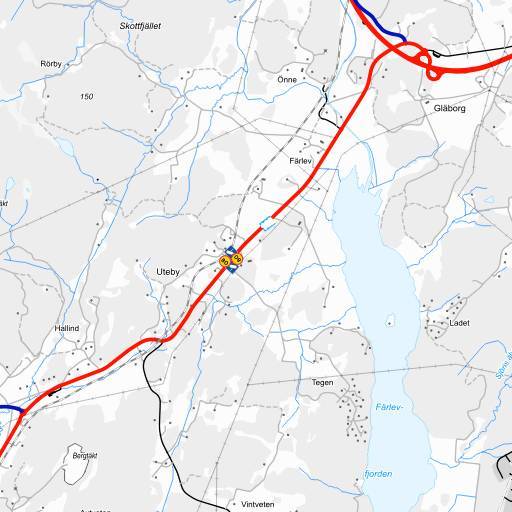 Skottfjället
Rörby
Önne
150
Gläborg
Färlev
Uteby
Hallind
Ladet
Tegen
Färlev-
fjorden
Bergtäkt
Vintveten